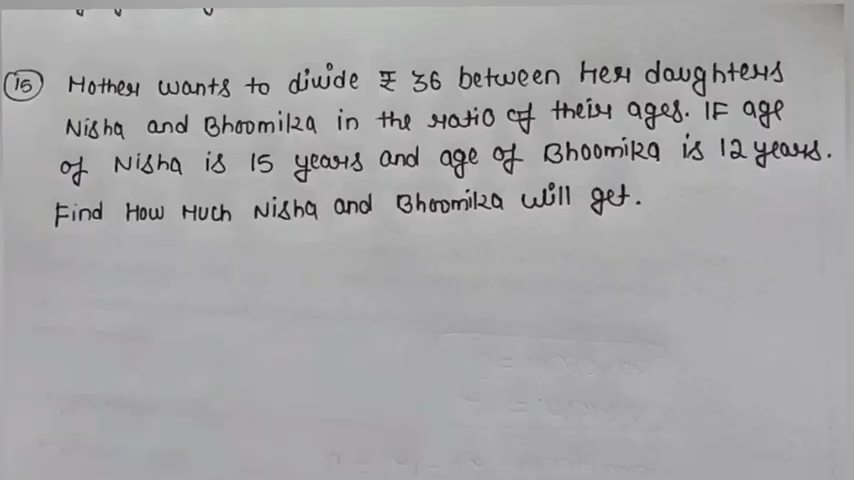 (15) Mother wants to divide ₹ 36 between her daughters
Nisha and Bhoomika in the ratio of their ages. If age
of Nisha is 15 years and age of Bhoomika is 12 years.
Find How Much Nisha and Bhoomika will get.